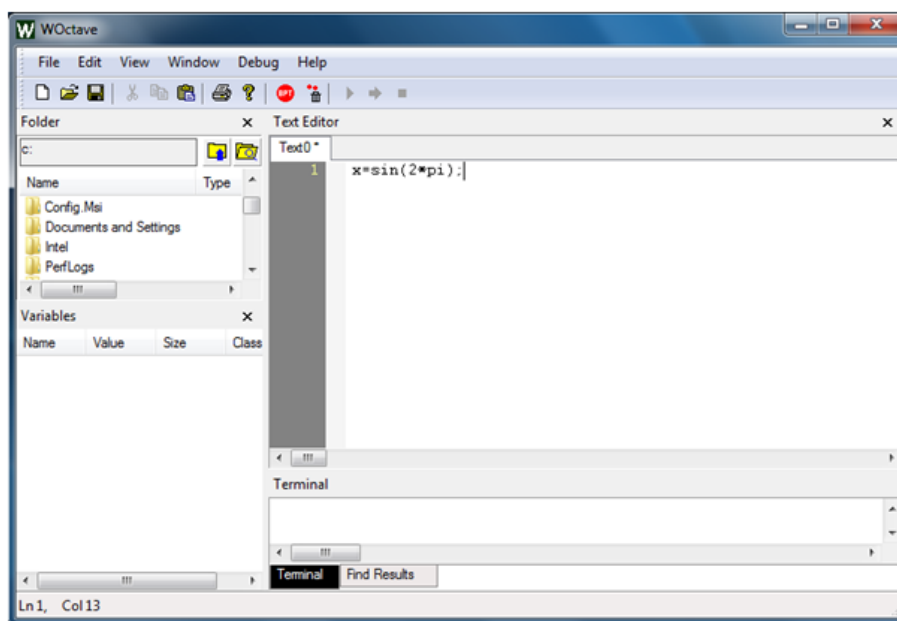 WOctave
File Edit View Window Debug Help
BPT
Folder
c:
Name Type
Config.Msi
Documents and Settings
Intel
PerfLogs
Variables
Name Value Size Class
Text Editor
Text0 *
1 x=sin(2*pi);
Terminal
Terminal Find Results
Ln 1, Col 13